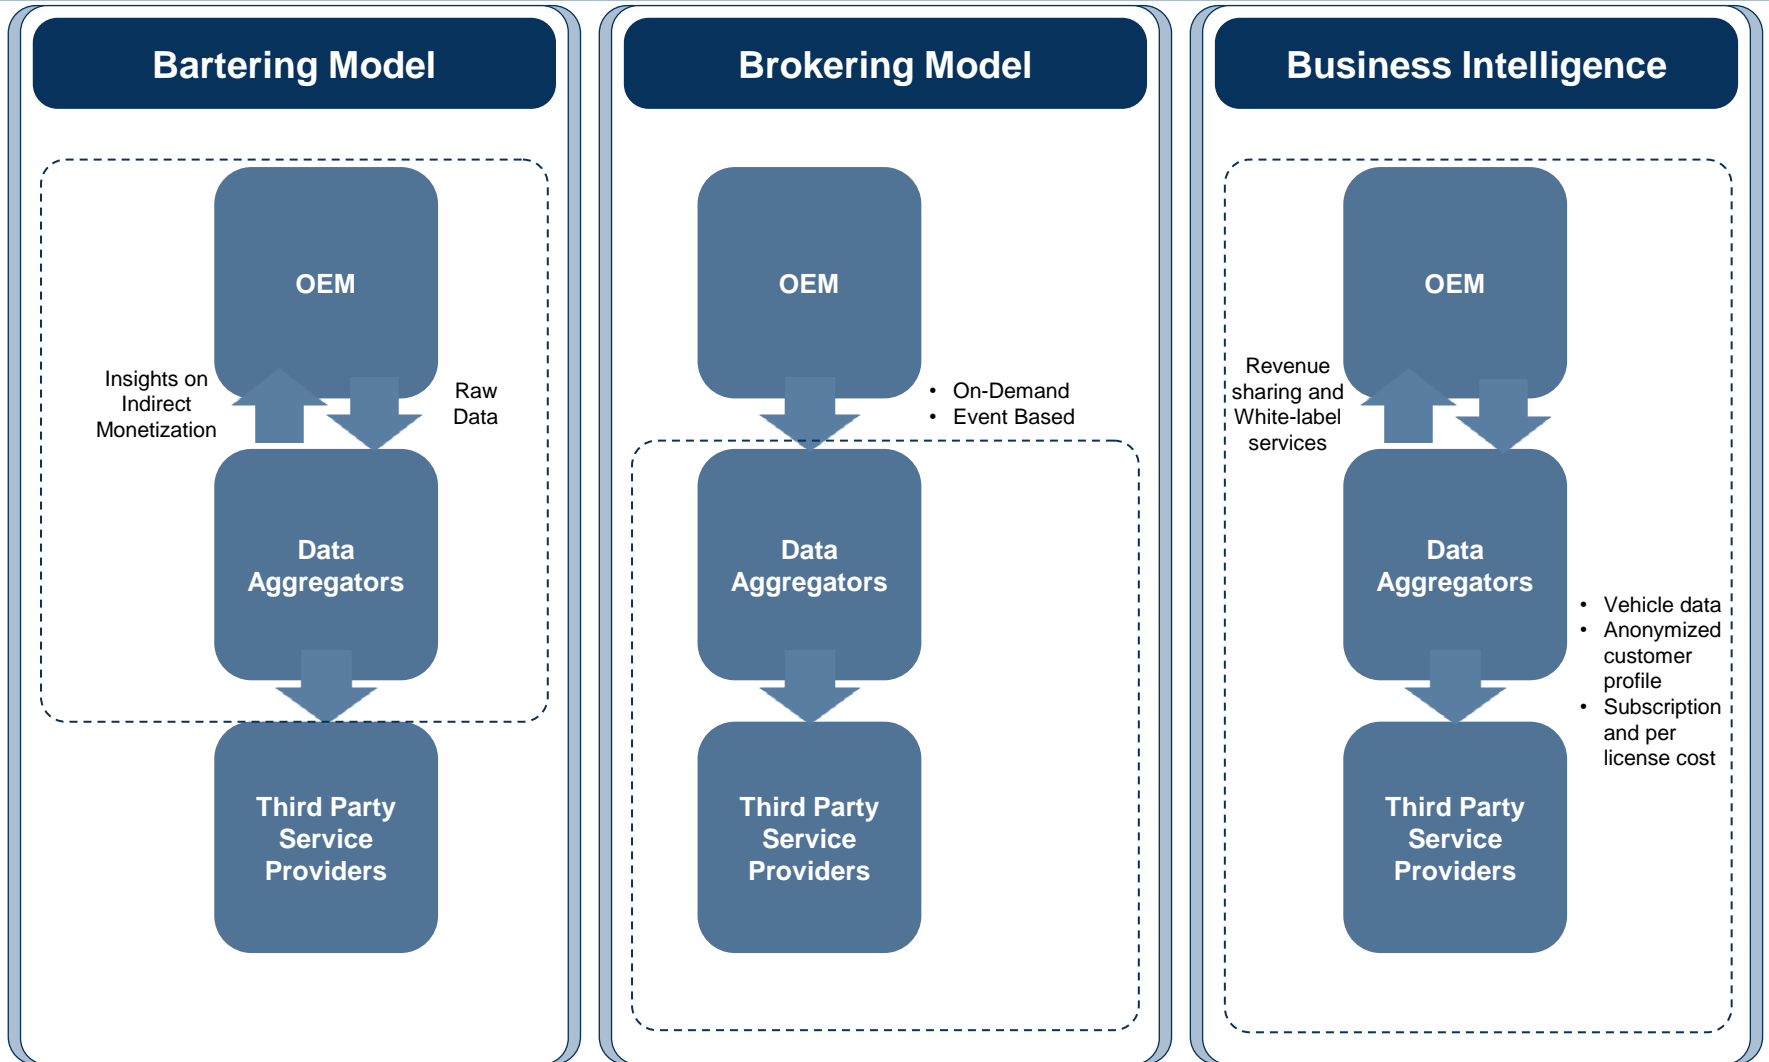 Bartering Model
OEM
Insights on
Indirect
Monetization
Raw
Data
Data
Aggregators
Third Party
Service
Providers
Brokering Model
OEM
• On-Demand
• Event Based
Data
Aggregators
Third Party
Service
Providers
Business Intelligence
OEM
Revenue
sharing and
White-label
services
Data
Aggregators
• Vehicle data
• Anonymized
customer
profile
• Subscription
and per
license cost
Third Party
Service
Providers